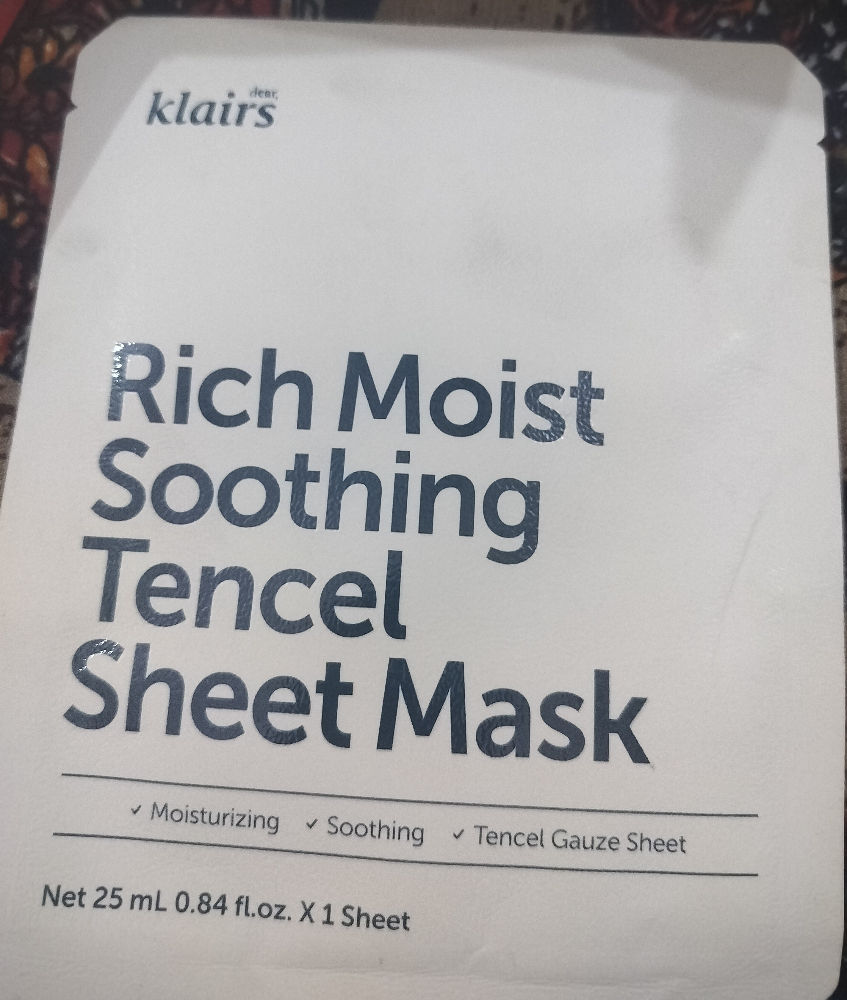 dear,
klairs
Rich Moist
Soothing
Tencel
Sheet Mask
✓ Moisturizing ✓ Soothing ✓ Tencel Gauze Sheet
Net 25 mL 0.84 fl.oz. X 1 Sheet